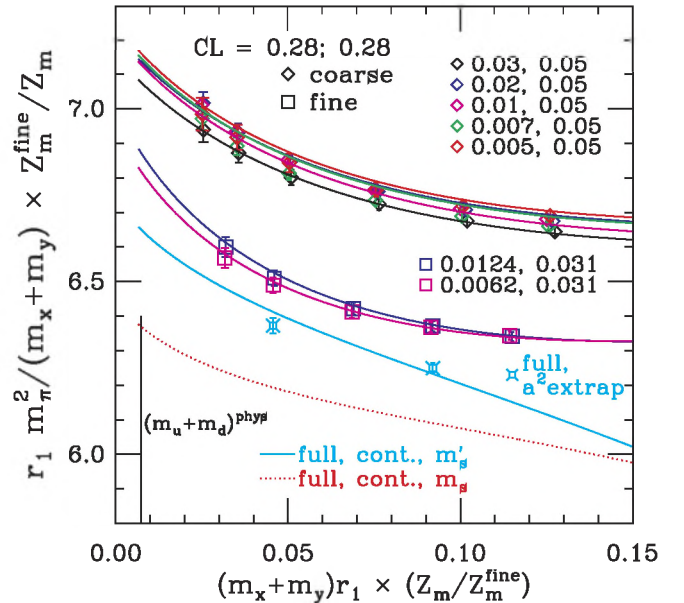 CL = 0.28; 0.28
coarse
fine
0.03, 0.05
0.02, 0.05
0.01, 0.05
0.007, 0.05
0.005, 0.05
0.0124, 0.031
0.0062, 0.031
full,
a²extrap
(m_u+m_d)^phys
full, cont., m'_s
full, cont., m_s
7.0
6.5
6.0
0.00 0.05 0.10 0.15
(m_x+m_y)r_1 × (Z_m/Z_m^fine)
r_1 m_π^2/(m_x+m_y) × Z_m^fine/Z_m